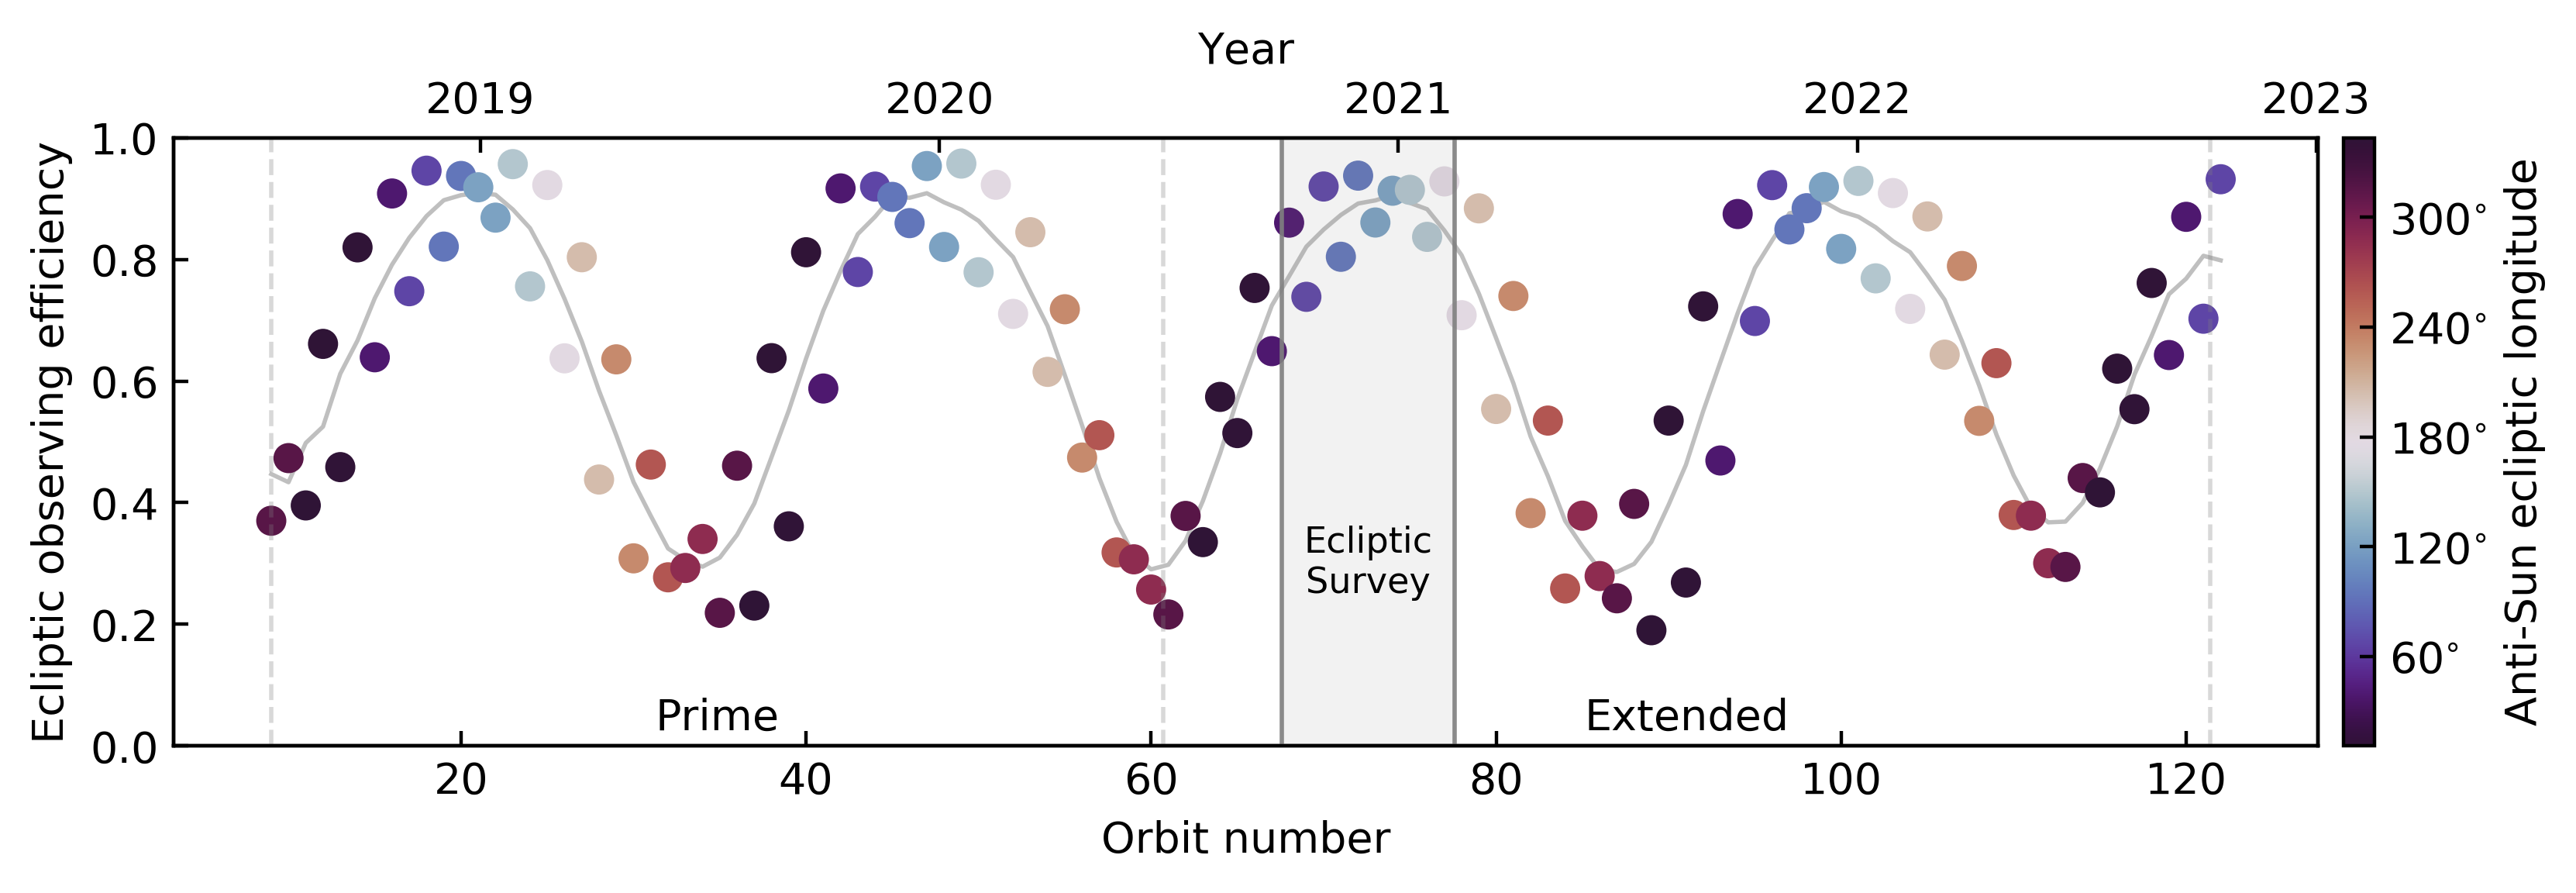 Year
2019 2020 2021 2022 2023
Ecliptic observing efficiency
1.0
0.8
0.6
0.4
0.2
0.0
Ecliptic
Survey
Prime
Extended
20 40 60 80 100 120
Orbit number
300°
240°
180°
120°
60°
Anti-Sun ecliptic longitude